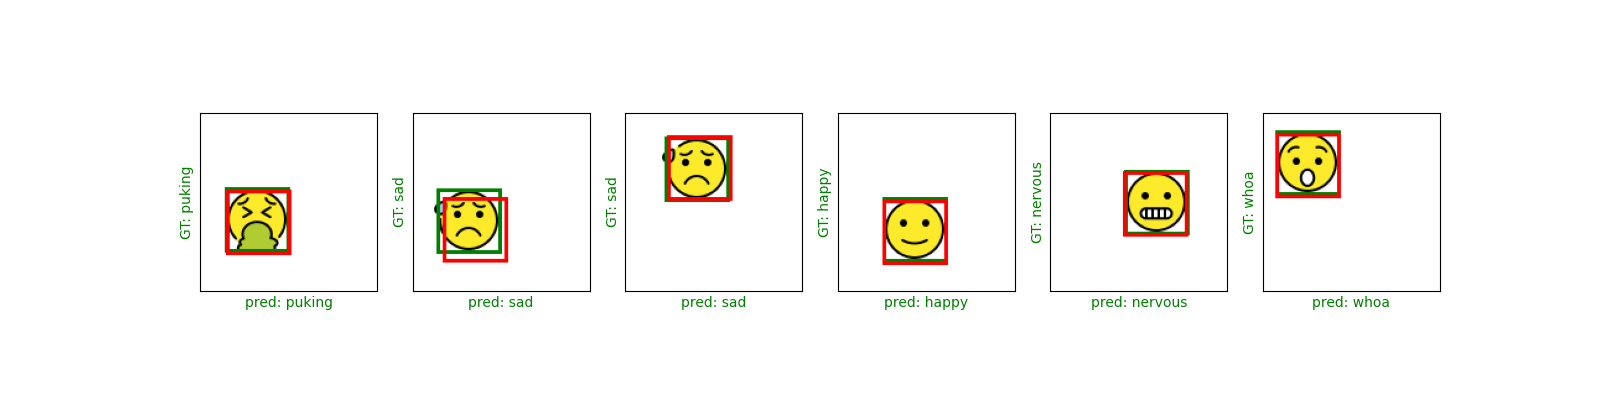 GT: puking
pred: puking
GT: sad
pred: sad
GT: sad
pred: sad
GT: happy
pred: happy
GT: nervous
pred: nervous
GT: whoa
pred: whoa